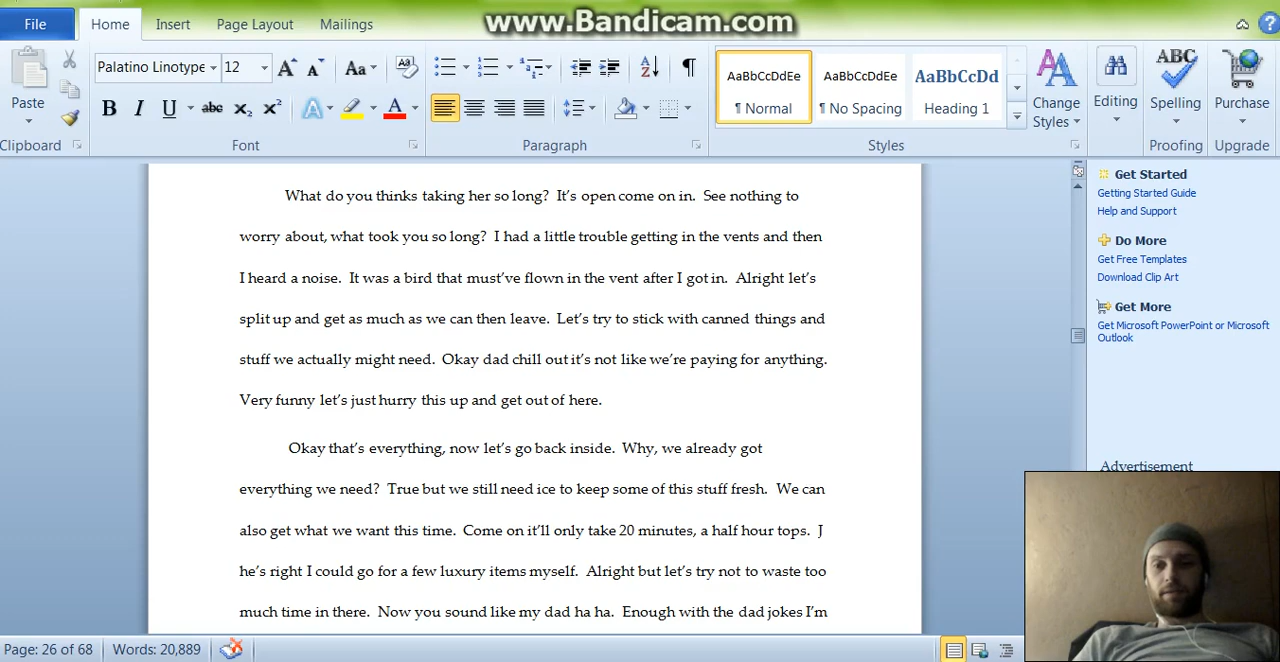 www.Bandicam.com
File Home Insert Page Layout Mailings
Paste
Clipboard
Palatino Linotype 12
Aa
B I U abc X₂ X² A A
Font
A Z
Paragraph
AaBbCcDdEe AaBbCcDdEe AaBbCcDd
¶ Normal ¶ No Spacing Heading 1
Change Styles
Styles
Editing
ABC
Spelling
Proofing
Purchase
Upgrade
What do you thinks taking her so long?  It's open come on in.  See nothing to
worry about, what took you so long?  I had a little trouble getting in the vents and then
I heard a noise.  It was a bird that must've flown in the vent after I got in.  Alright let's
split up and get as much as we can then leave.  Let's try to stick with canned things and
stuff we actually might need.  Okay dad chill out it's not like we're paying for anything.
Very funny let's just hurry this up and get out of here.
Okay that's everything, now let's go back inside.  Why, we already got
everything we need?  True but we still need ice to keep some of this stuff fresh.  We can
also get what we want this time.  Come on it'll only take 20 minutes, a half hour tops.  J
he's right I could go for a few luxury items myself.  Alright but let's try not to waste too
much time in there.  Now you sound like my dad ha ha.  Enough with the dad jokes I'm
Get Started
Getting Started Guide
Help and Support
Do More
Get Free Templates
Download Clip Art
Get More
Get Microsoft PowerPoint or Microsoft
Outlook
Advertisement
Page: 26 of 68 Words: 20,889